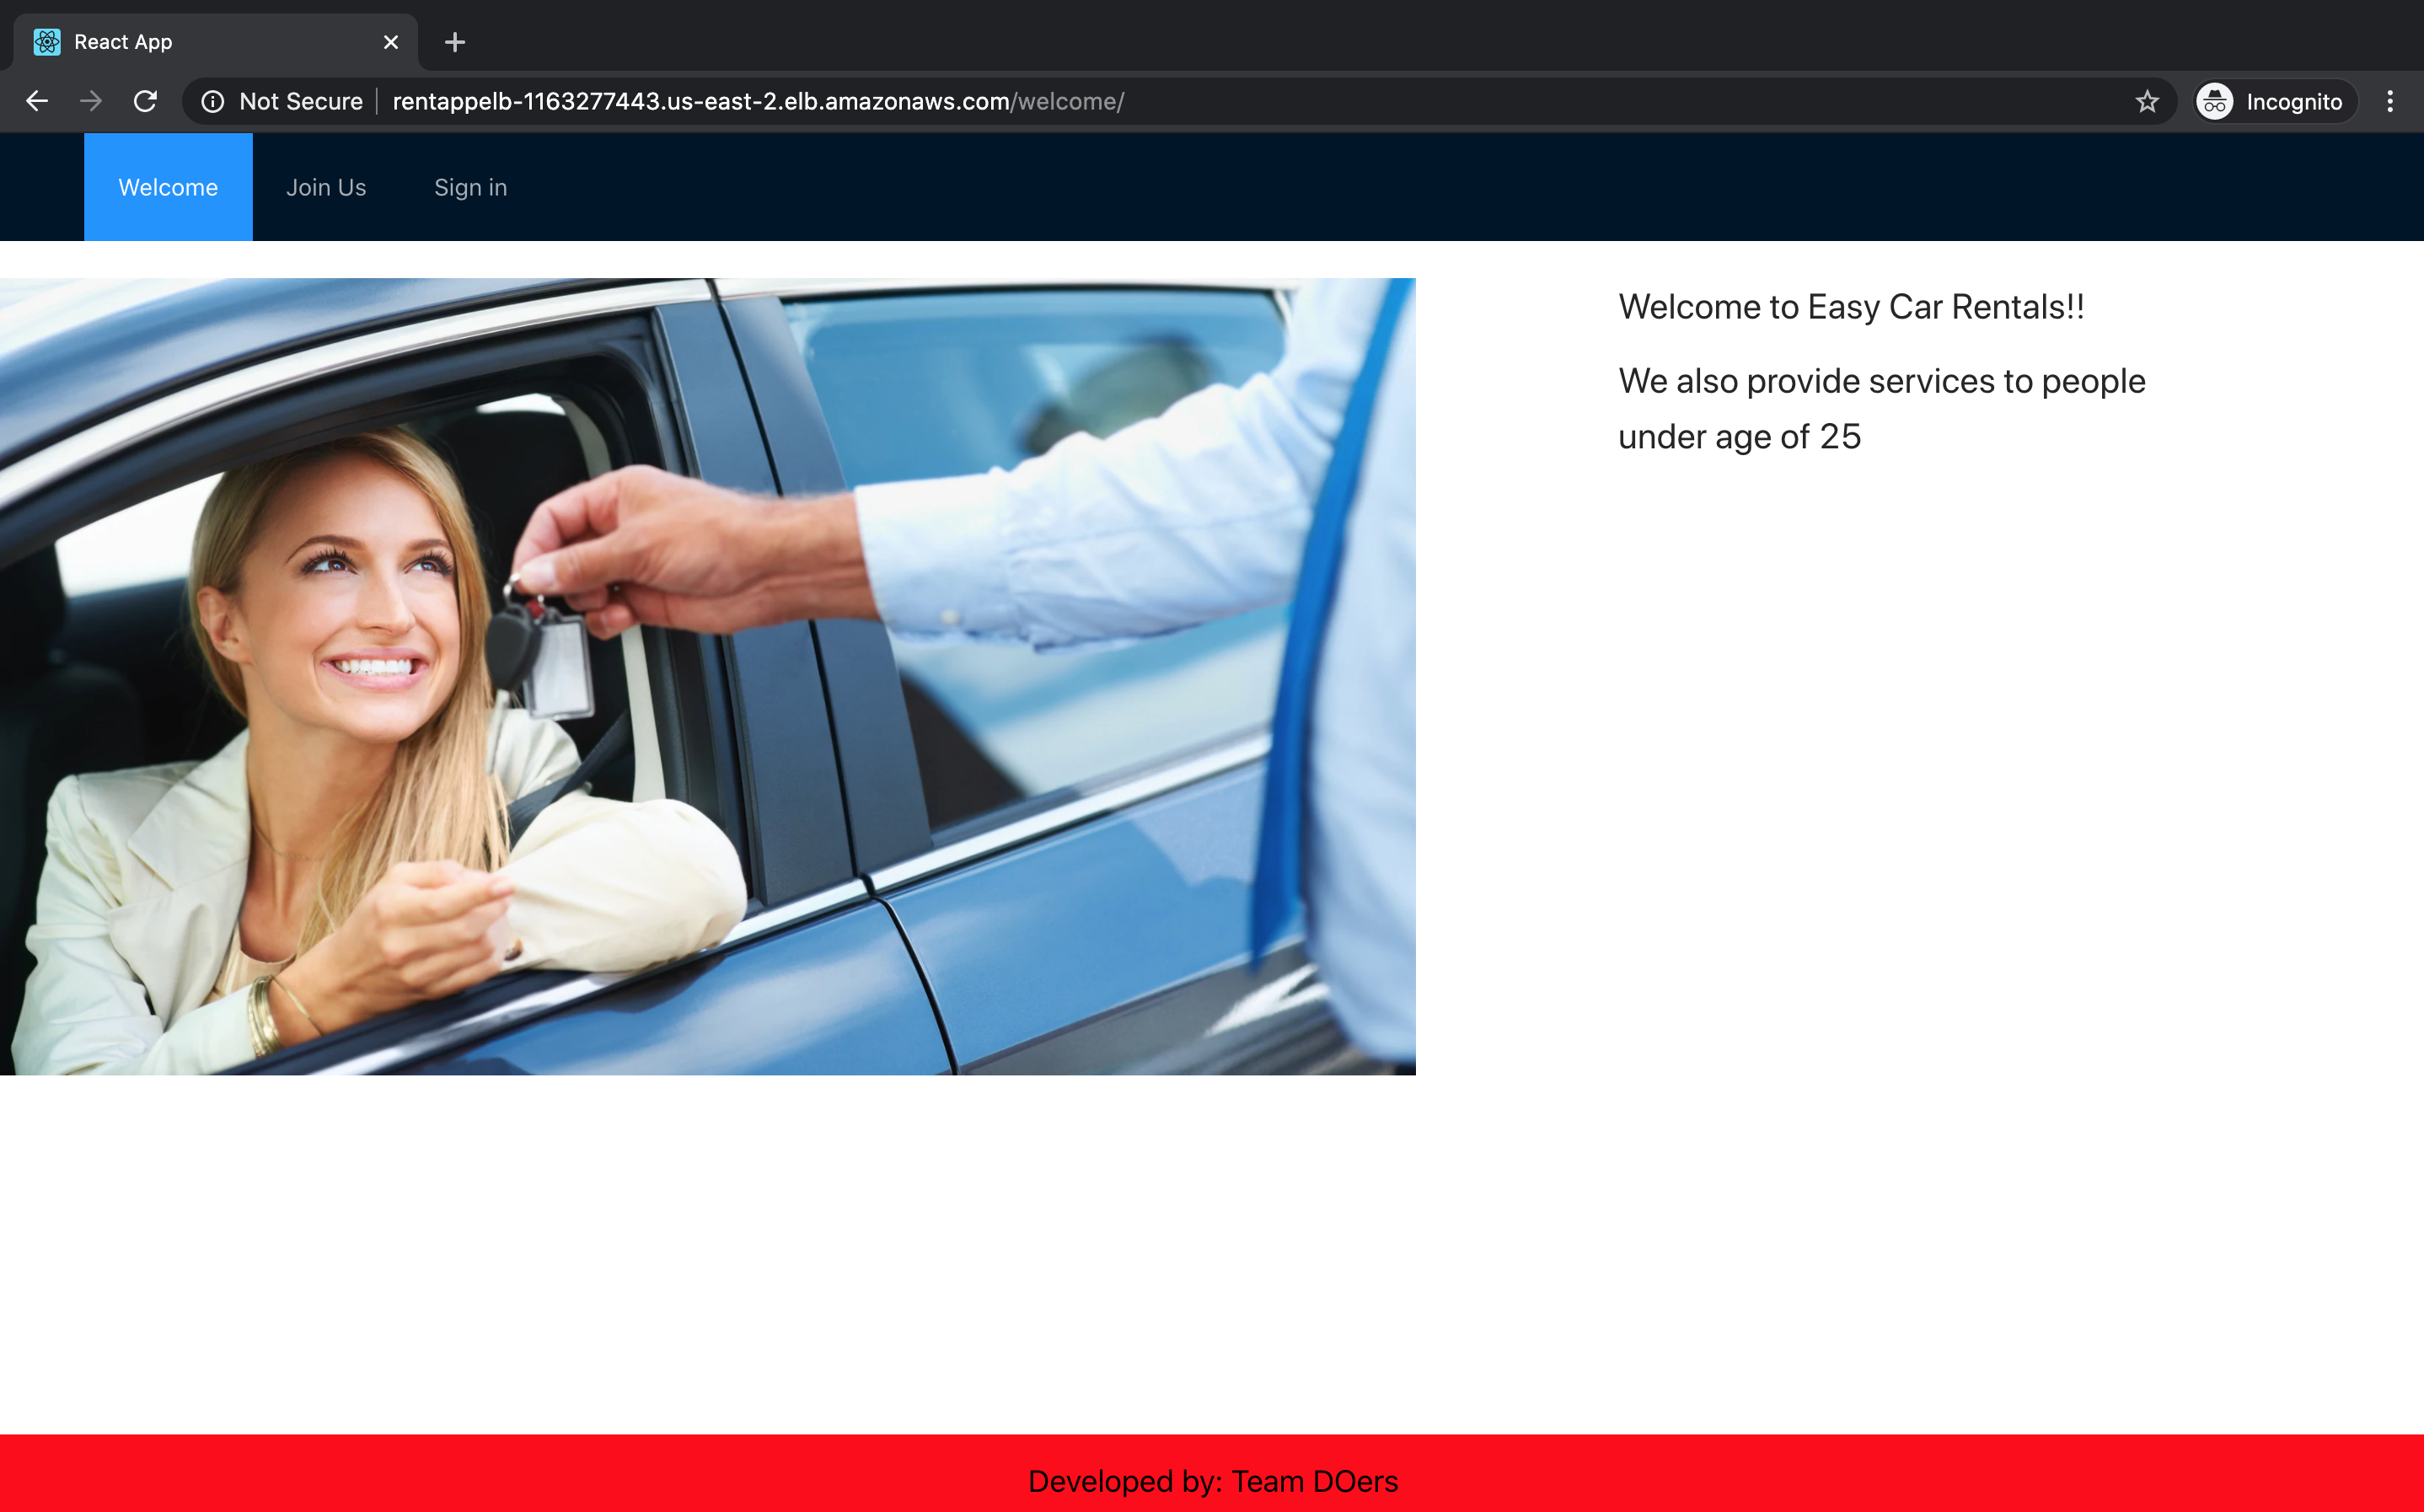 React App
Not Secure
rentappelb-1163277443.us-east-2.elb.amazonaws.com/welcome/
Incognito
Welcome
Join Us
Sign in
Welcome to Easy Car Rentals!!
We also provide services to people
under age of 25
Developed by: Team DOers